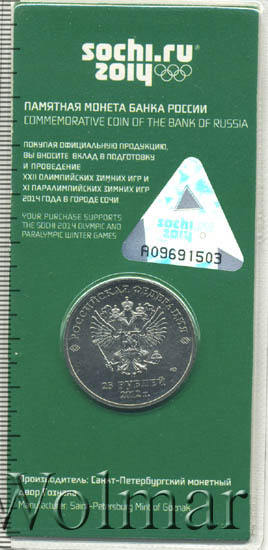 sochi.ru
2014
ПАМЯТНАЯ МОНЕТА БАНКА РОССИИ
COMMEMORATIVE COIN OF THE BANK OF RUSSIA
ПОКУПАЯ ОФИЦИАЛЬНУЮ ПРОДУКЦИЮ,
ВЫ ВНОСИТЕ ВКЛАД В ПОДГОТОВКУ
И ПРОВЕДЕНИЕ
XXII ОЛИМПИЙСКИХ ЗИМНИХ ИГР И
XI ПАРАЛИМПИЙСКИХ ЗИМНИХ ИГР
2014 ГОДА В ГОРОДЕ СОЧИ
YOUR PURCHASE SUPPORTS
THE SOCHI 2014 OLYMPIC AND
PARALYMPIC WINTER GAMES
sochi.ru
2014
A09691503
РОССИЙСКАЯ ФЕДЕРАЦИЯ
25 РУБЛЕЙ
2012 г.
Производитель: Санкт-Петербургский монетный
двор Гознака
Manufacturer: Saint-Petersburg Mint of Goznak
Wolmar